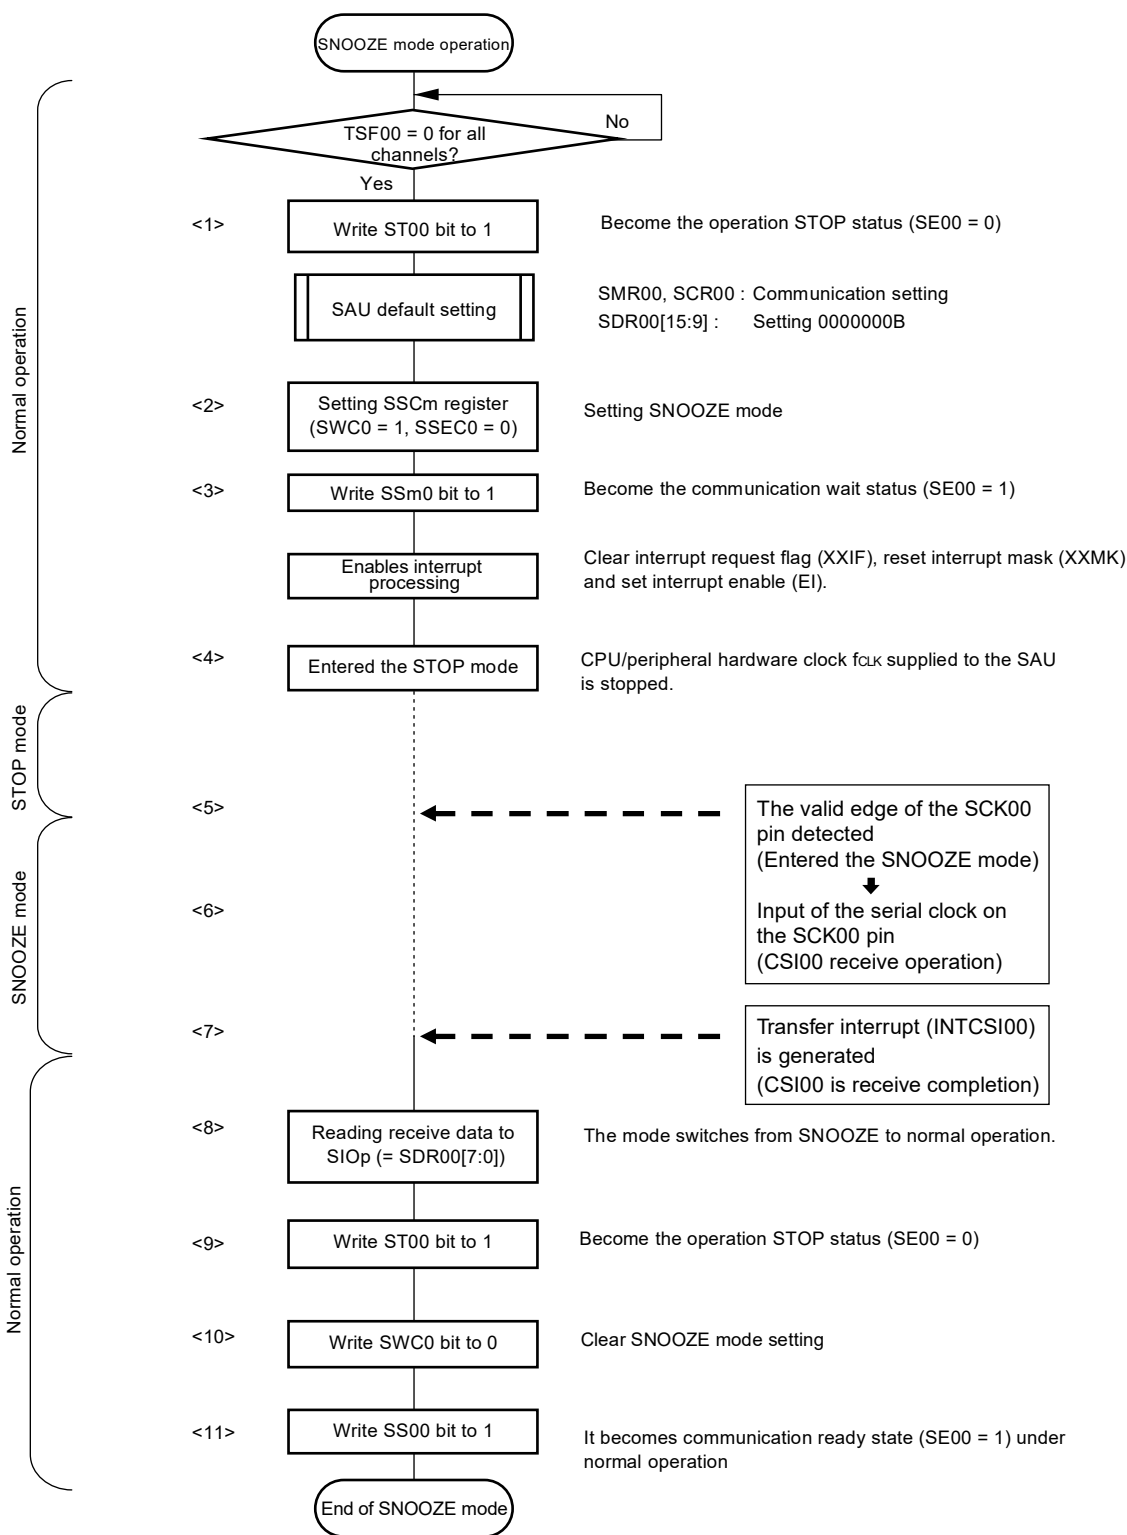 SNOOZE mode operation
No
TSF00 = 0 for all
channels?
Yes
<1>
Write ST00 bit to 1
Become the operation STOP status (SE00 = 0)
SAU default setting
SMR00, SCR00 : Communication setting
SDR00[15:9] : Setting 0000000B
Normal operation
<2>
Setting SSCm register
(SWC0 = 1, SSEC0 = 0)
Setting SNOOZE mode
<3>
Write SSm0 bit to 1
Become the communication wait status (SE00 = 1)
Enables interrupt
processing
Clear interrupt request flag (XXIF), reset interrupt mask (XXMK)
and set interrupt enable (EI).
<4>
Entered the STOP mode
CPU/peripheral hardware clock fCLK supplied to the SAU
is stopped.
STOP mode
<5>
The valid edge of the SCK00
pin detected
(Entered the SNOOZE mode)
SNOOZE mode
<6>
Input of the serial clock on
the SCK00 pin
(CSI00 receive operation)
<7>
Transfer interrupt (INTCSI00)
is generated
(CSI00 is receive completion)
Normal operation
<8>
Reading receive data to
SIOp (= SDR00[7:0])
The mode switches from SNOOZE to normal operation.
<9>
Write ST00 bit to 1
Become the operation STOP status (SE00 = 0)
<10>
Write SWC0 bit to 0
Clear SNOOZE mode setting
<11>
Write SS00 bit to 1
It becomes communication ready state (SE00 = 1) under
normal operation
End of SNOOZE mode